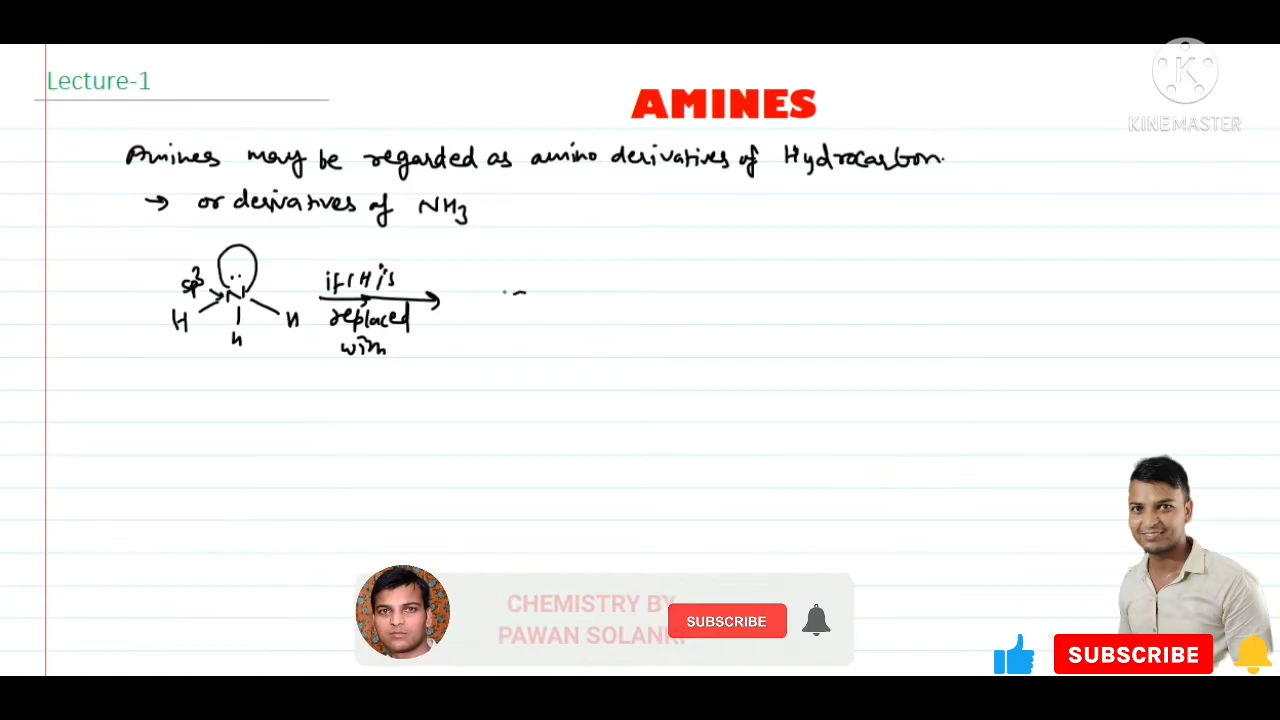 Lecture-1
AMINES
KINEMASTER
Amines may be regarded as amino derivatives of Hydrocarbon.
→ or derivatives of NH3
sp3
N
H
H
H
if 1 H is
replaced
with
CHEMISTRY BY
PAWAN SOLANKI
SUBSCRIBE
SUBSCRIBE